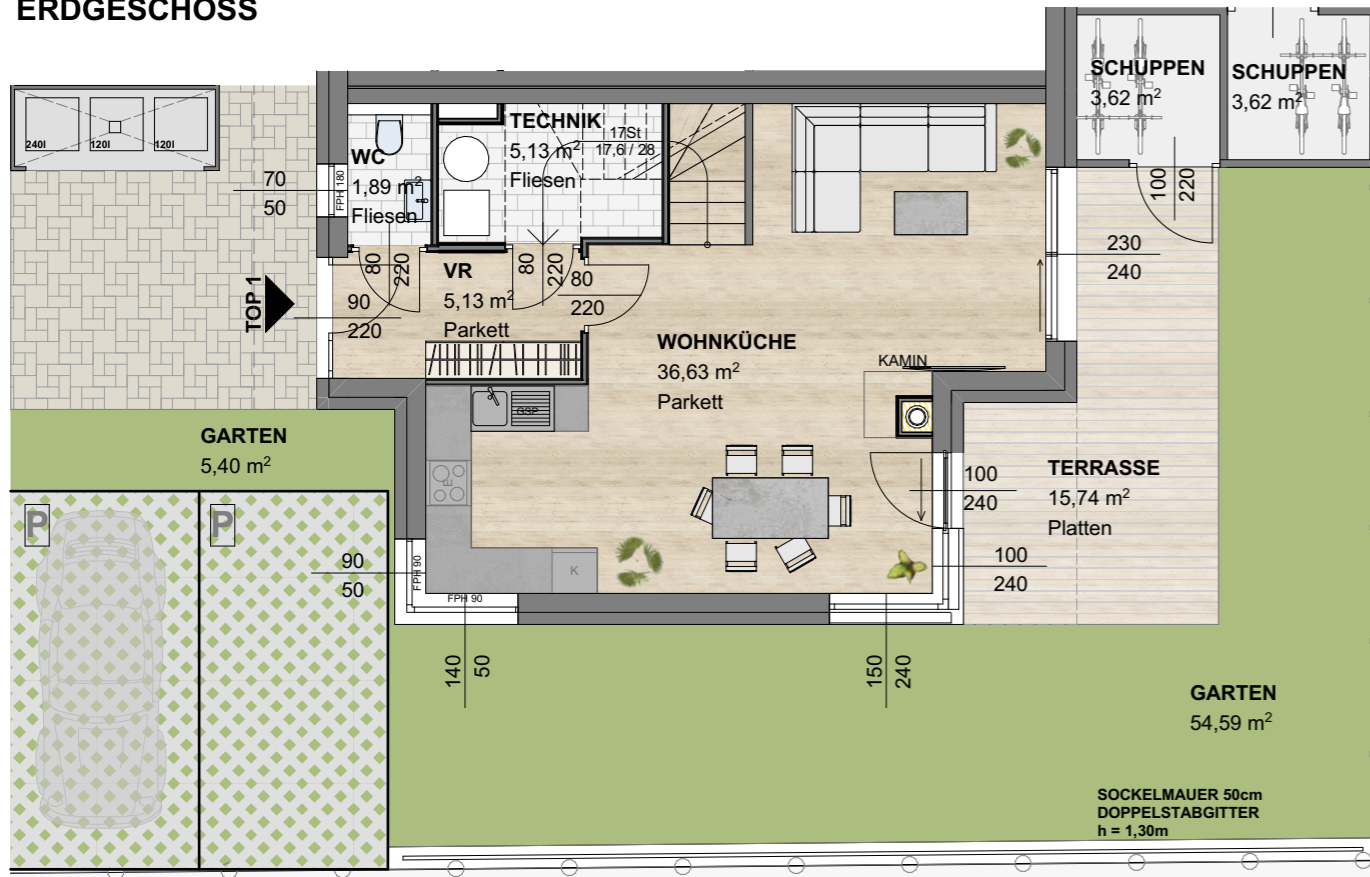 ERDGESCHOSS
SCHUPPEN
3,62 m²
SCHUPPEN
3,62 m²
240l
120l
120l
WC
1,89 m²
Fliesen
TECHNIK
5,13 m²
Fliesen
17St
17,6 / 28
70
50
FPH 180
100
220
230
240
TOP 1
80
220
VR
5,13 m²
Parkett
80
220
80
220
90
220
WOHNKÜCHE
36,63 m²
Parkett
KAMIN
GSP
E
GARTEN
5,40 m²
P
P
TERRASSE
15,74 m²
Platten
100
240
100
240
90
50
FPH 90
FPH 90
K
140
50
150
240
GARTEN
54,59 m²
SOCKELMAUER 50cm
DOPPELSTABGITTER
h = 1,30m